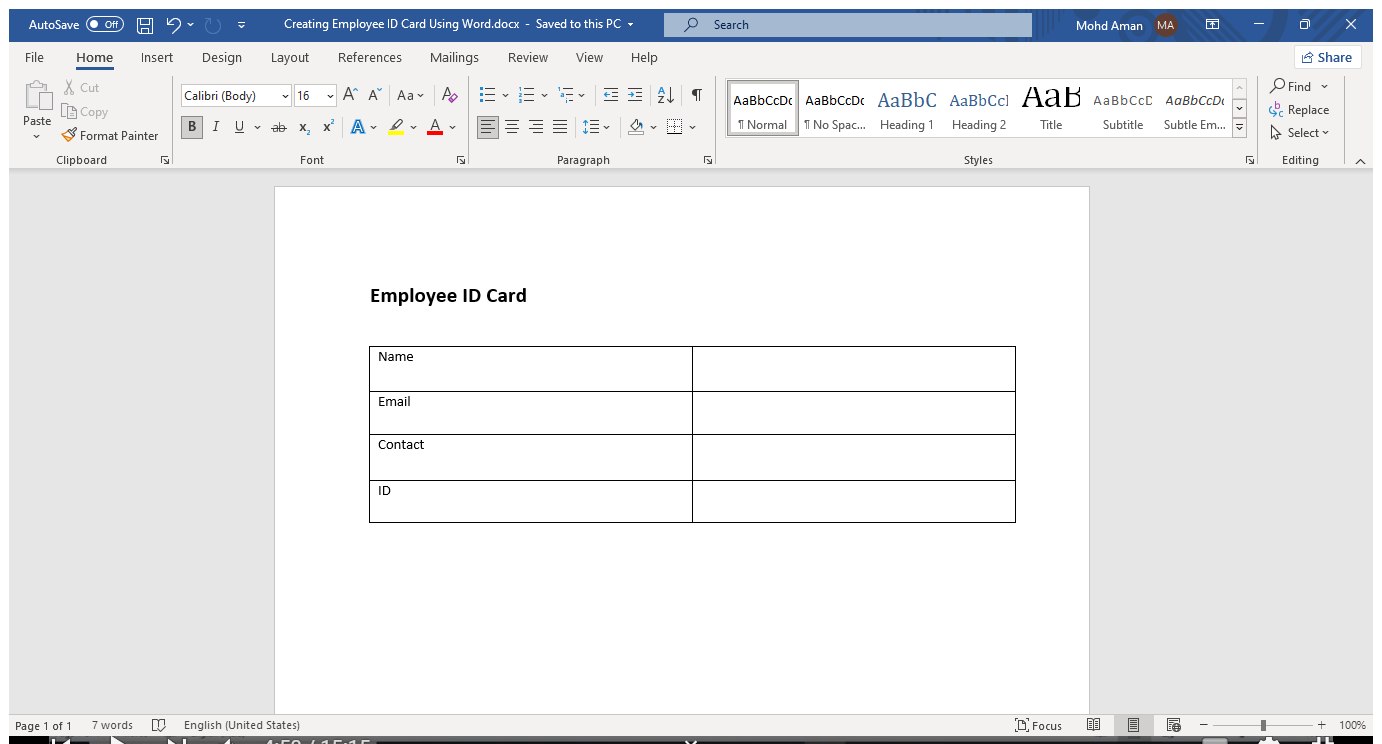 AutoSave Off Creating Employee ID Card Using Word.docx - Saved to this PC Search Mohd Aman MA
File Home Insert Design Layout References Mailings Review View Help Share
Paste Cut Copy Format Painter
Clipboard
Calibri (Body) 16 A A Aa A
B I U ab x₂ x² A A
Font
Paragraph
AaBbCcDc AaBbCcDc AaBbC AaBbCcI AaB AaBbCcD AaBbCcDc
¶ Normal ¶ No Spac... Heading 1 Heading 2 Title Subtitle Subtle Em...
Styles
Find
Replace
Select
Editing
Employee ID Card
Name
Email
Contact
ID
Page 1 of 1 7 words English (United States) Focus 100%